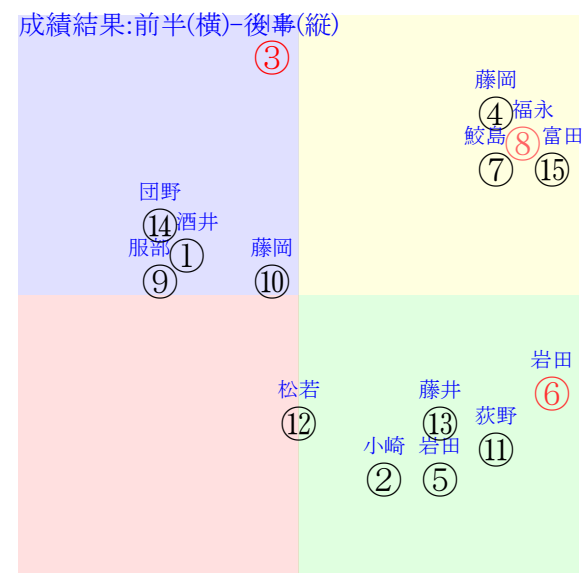 成績結果:前半(横)-後半(縦)
③
藤岡
④
福永
⑧
鮫島
⑦
富田
⑮
団野
⑭
酒井
①
服部
⑨
藤岡
⑩
岩田
⑥
松若
⑫
藤井
⑬
荻野
⑪
小崎
②
岩田
⑤